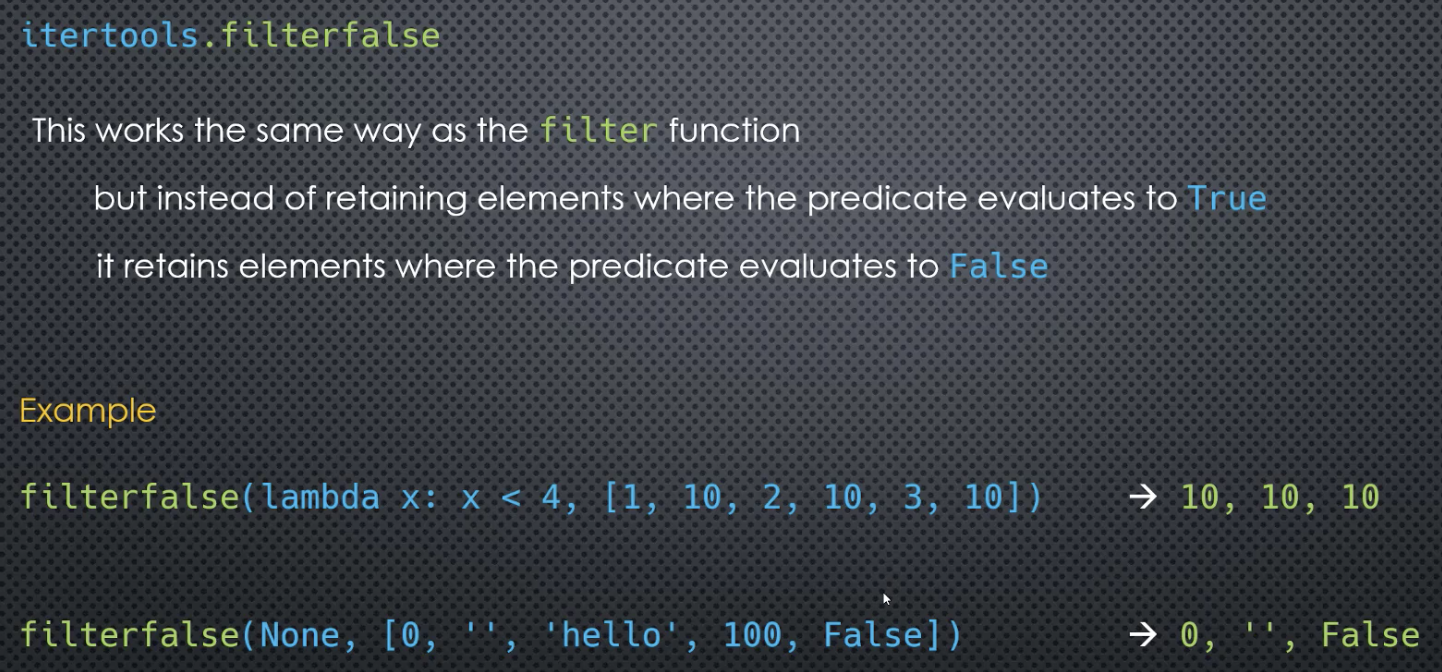 itertools.filterfalse
This works the same way as the filter function
but instead of retaining elements where the predicate evaluates to True
it retains elements where the predicate evaluates to False
Example
filterfalse(lambda x: x < 4, [1, 10, 2, 10, 3, 10]) → 10, 10, 10
filterfalse(None, [0, '', 'hello', 100, False]) → 0, '', False